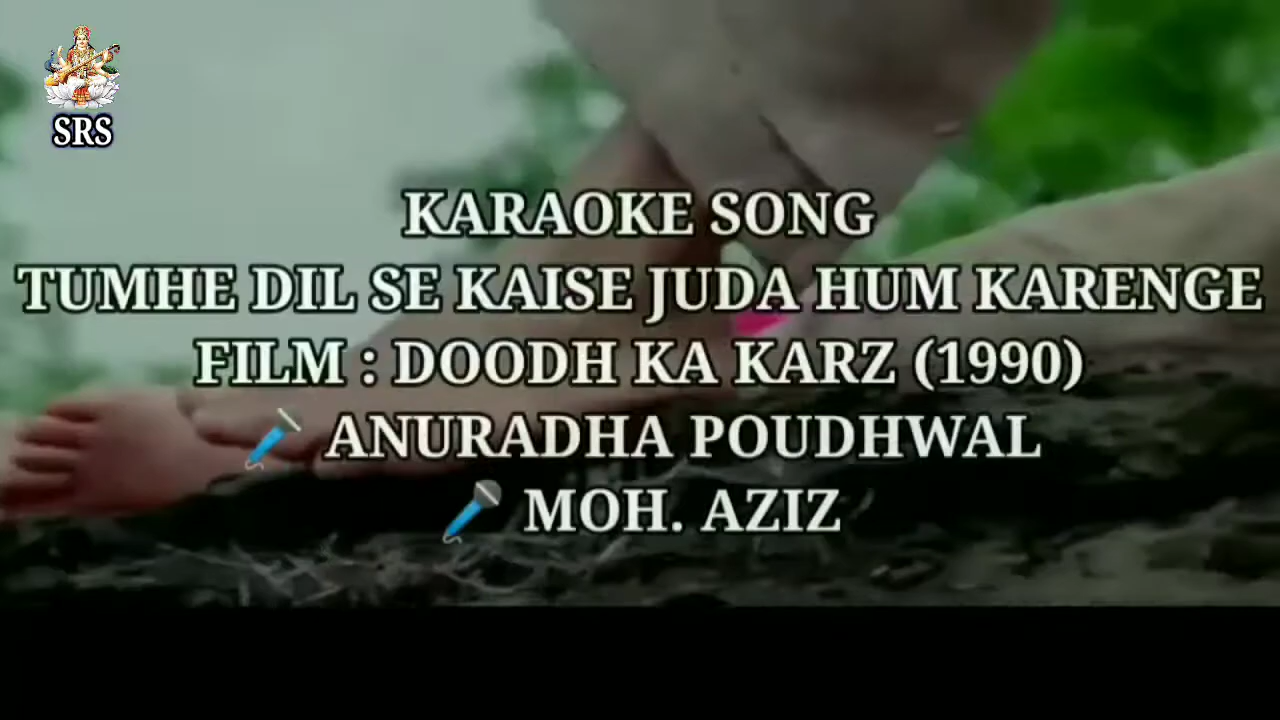 SRS
KARAOKE SONG
TUMHE DIL SE KAISE JUDA HUM KARENGE
FILM : DOODH KA KARZ (1990)
🎤 ANURADHA POUDHWAL
🎤 MOH. AZIZ